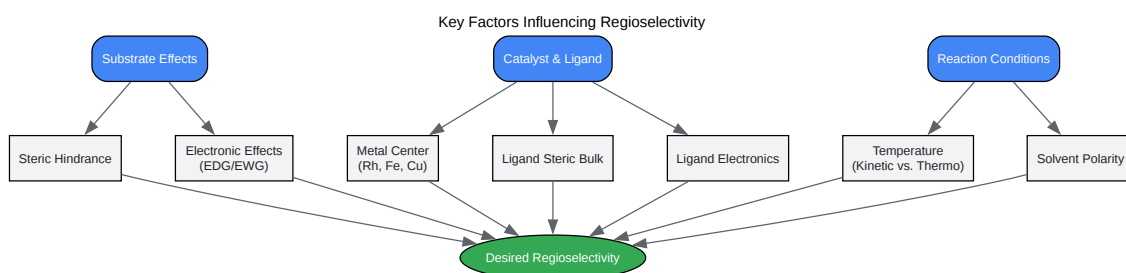 Key Factors Influencing Regioselectivity
Substrate Effects
Catalyst & Ligand
Reaction Conditions
Steric Hindrance
Electronic Effects
(EDG/EWG)
Metal Center
(Rh, Fe, Cu)
Ligand Steric Bulk
Ligand Electronics
Temperature
(Kinetic vs. Thermo)
Solvent Polarity
Desired Regioselectivity